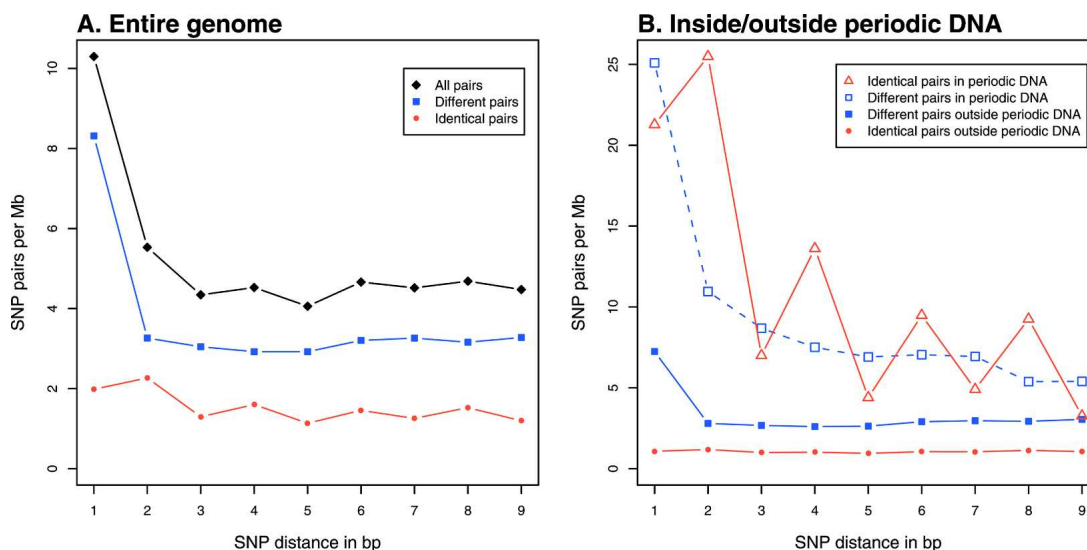 A. Entire genome
SNP pairs per Mb
10
8
6
4
2
0
All pairs
Different pairs
Identical pairs
1 2 3 4 5 6 7 8 9
SNP distance in bp
B. Inside/outside periodic DNA
SNP pairs per Mb
25
20
15
10
5
0
Identical pairs in periodic DNA
Different pairs in periodic DNA
Different pairs outside periodic DNA
Identical pairs outside periodic DNA
1 2 3 4 5 6 7 8 9
SNP distance in bp